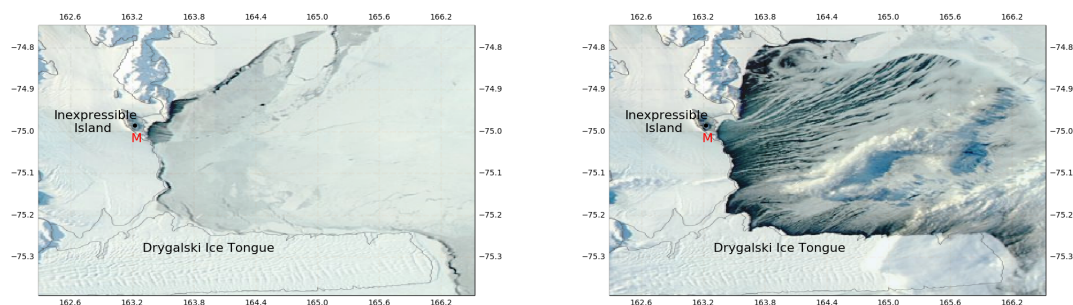 162.6 163.2 163.8 164.4 165.0 165.6 166.2
−74.8 −74.8
−74.9 −74.9
Inexpressible
Island
−75.0 −75.0
M
−75.1 −75.1
−75.2 −75.2
Drygalski Ice Tongue
−75.3 −75.3
162.6 163.2 163.8 164.4 165.0 165.6 166.2
162.6 163.2 163.8 164.4 165.0 165.6 166.2
−74.8 −74.8
−74.9 −74.9
Inexpressible
Island
−75.0 −75.0
M
−75.1 −75.1
−75.2 −75.2
Drygalski Ice Tongue
−75.3 −75.3
162.6 163.2 163.8 164.4 165.0 165.6 166.2